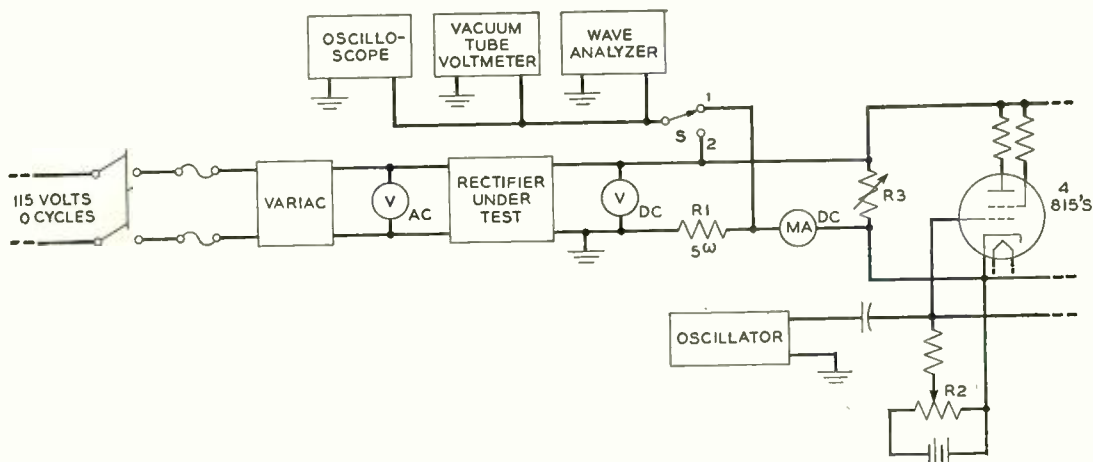 OSCILLO-
SCOPE
VACUUM
TUBE
VOLTMETER
WAVE
ANALYZER
1
S
2
115 VOLTS
0 CYCLES
VARIAC
V
AC
RECTIFIER
UNDER
TEST
V
DC
R1
5ω
MA
DC
R3
4
815'S
OSCILLATOR
R2